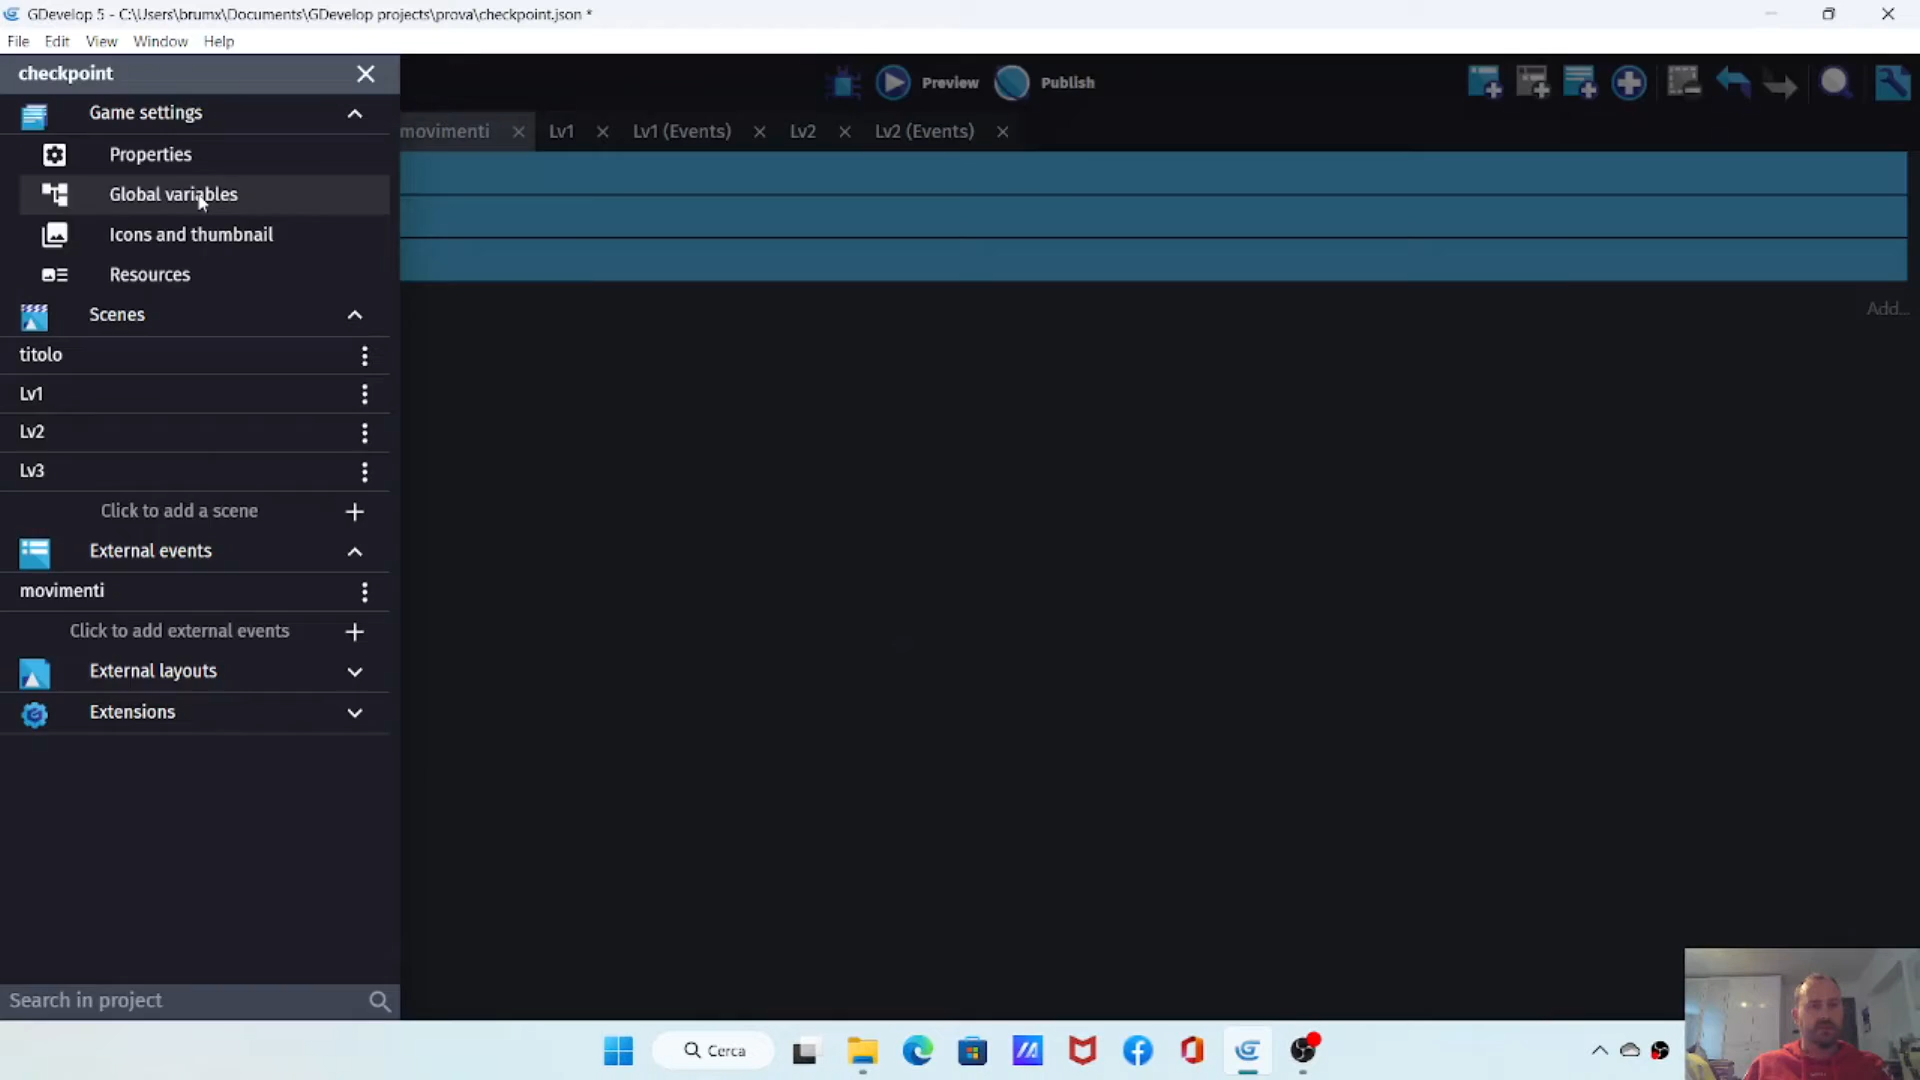 GDevelop 5 - C:\Users\brumx\Documents\GDevelop projects\prova\checkpoint.json *
File Edit View Window Help
checkpoint
Preview Publish
Game settings
movimenti Lv1 Lv1 (Events) Lv2 Lv2 (Events)
Properties
Global variables
Icons and thumbnail
Resources
Add...
Scenes
titolo
Lv1
Lv2
Lv3
Click to add a scene
External events
movimenti
Click to add external events
External layouts
Extensions
Search in project
Cerca